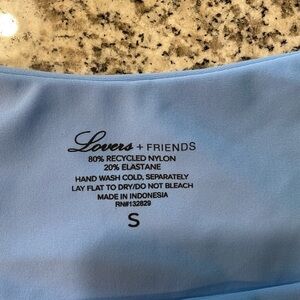 Lovers + FRIENDS
80% RECYCLED NYLON
20% ELASTANE
HAND WASH COLD, SEPARATELY
LAY FLAT TO DRY/DO NOT BLEACH
MADE IN INDONESIA
RN#132829
S